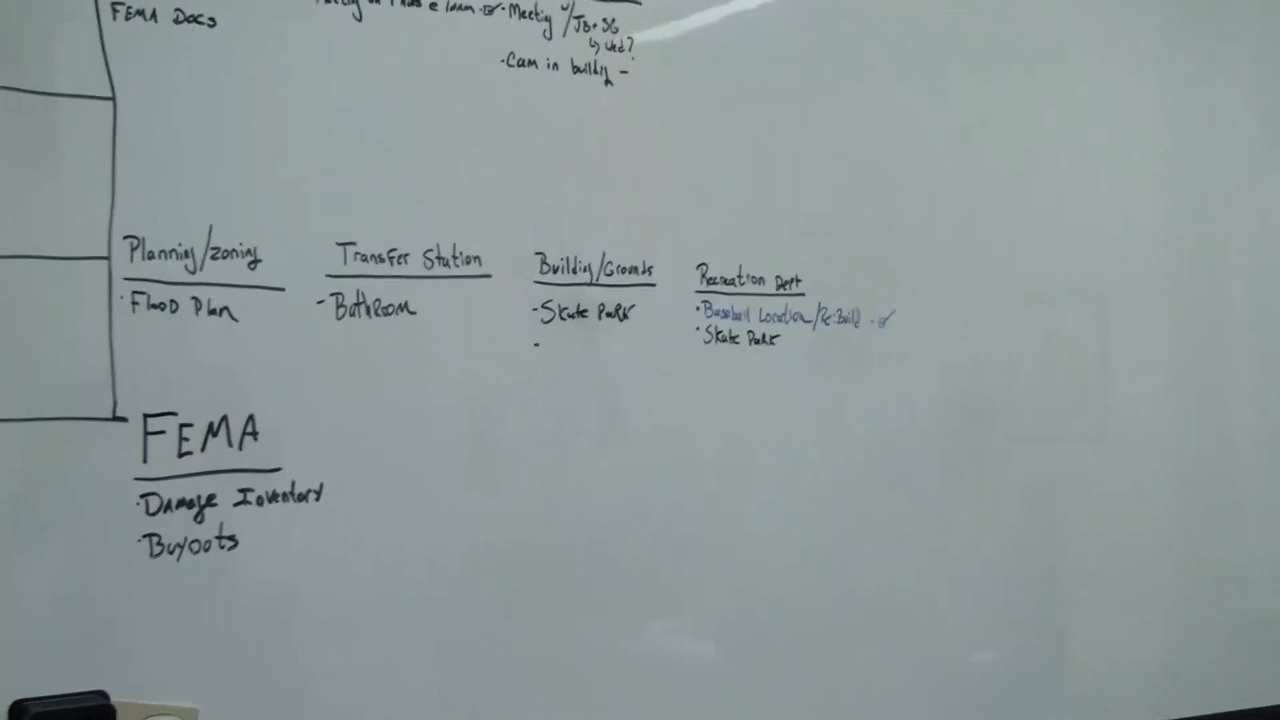 FEMA Docs
Meeting w/JB+SG
↳ Wed?
·Cam in building -
Planning/Zoning
·Flood Plan
Transfer Station
-Bathroom
Building/Grounds
-Skate Park
-
Recreation Dept
·Baseball Location/Re.Build - ☑
·Skate Park
FEMA
·Damage Inventory
·Buyouts